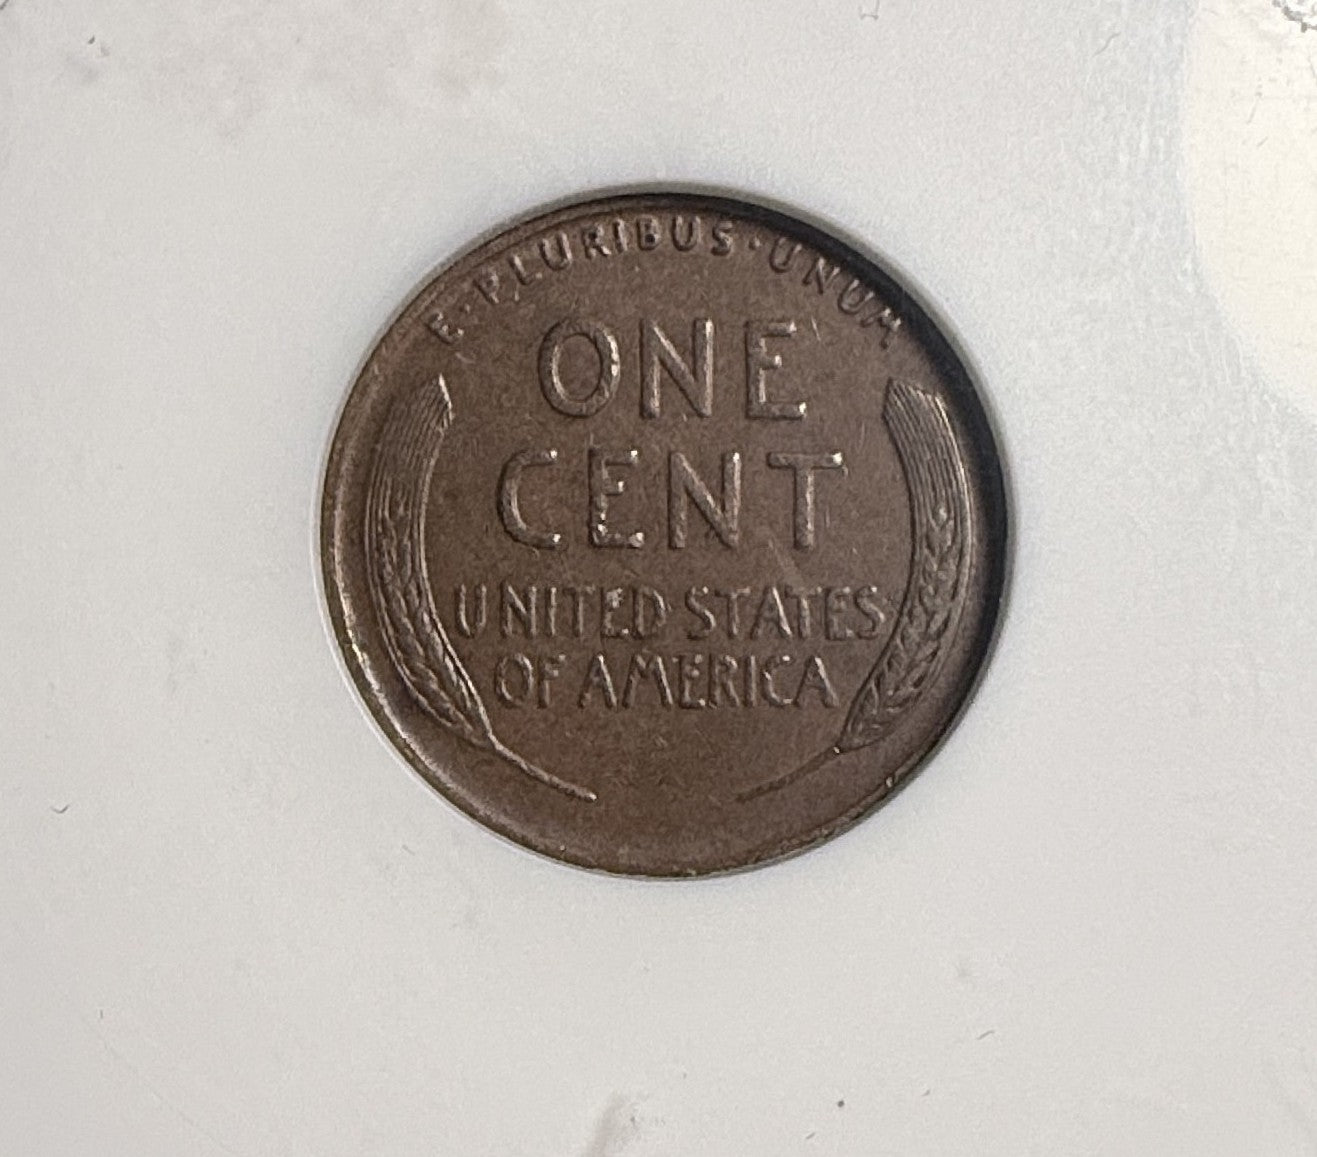 E·PLURIBUS·UNUM
ONE
CENT
UNITED STATES
OF AMERICA